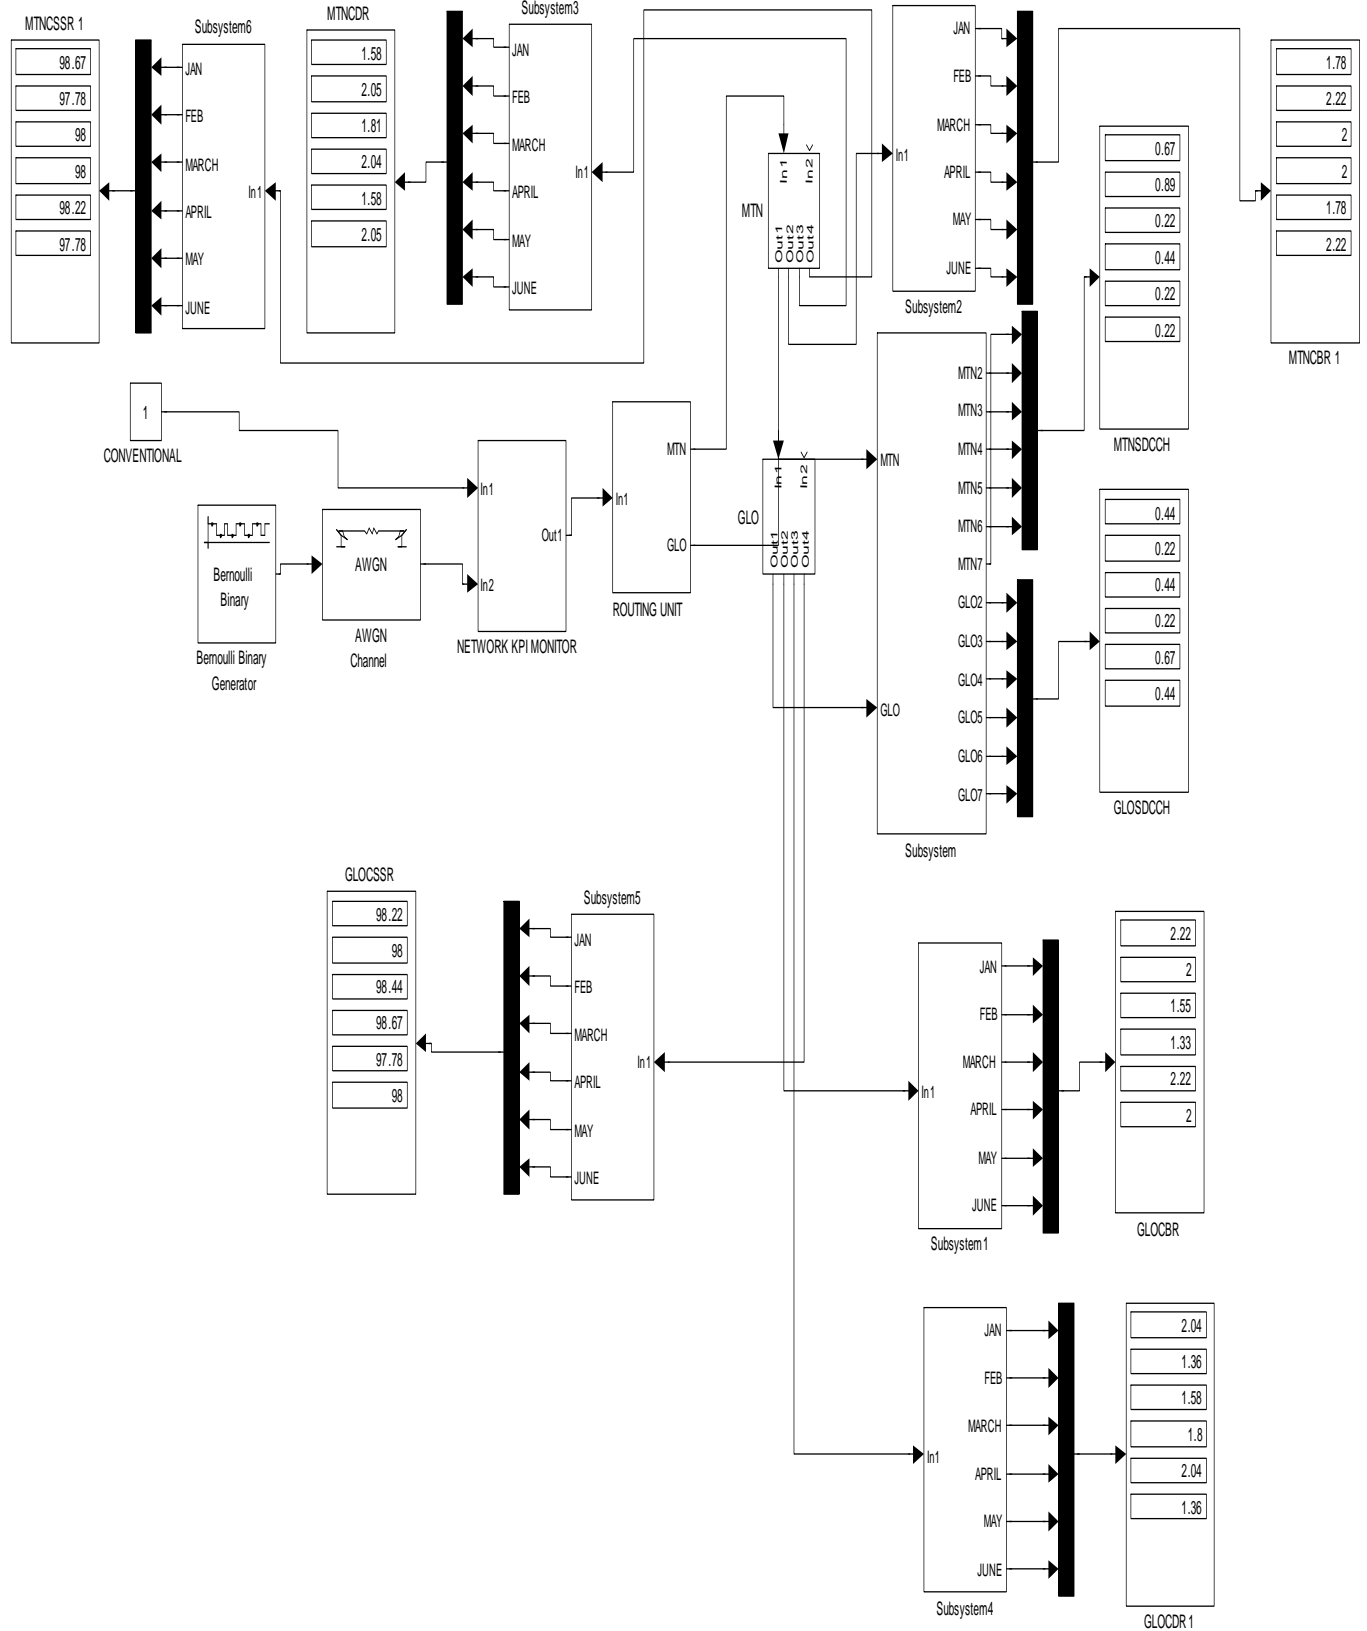 MTNCSSR 1
98.67
97.78
98
98
98.22
97.78
Subsystem6
JAN
FEB
MARCH
APRIL
MAY
JUNE
In1
MTNCDR
1.58
2.05
1.81
2.04
1.58
2.05
Subsystem3
JAN
FEB
MARCH
APRIL
MAY
JUNE
In1
MTN
In1
In2
Out1
Out2
Out3
Out4
In1
JAN
FEB
MARCH
APRIL
MAY
JUNE
Subsystem2
1.78
2.22
2
2
1.78
2.22
MTNCBR 1
0.67
0.89
0.22
0.44
0.22
0.22
MTNSDCCH
1
CONVENTIONAL
Bernoulli
Binary
Bernoulli Binary
Generator
AWGN
AWGN
Channel
In1
In2
Out1
NETWORK KPI MONITOR
In1
MTN
GLO
ROUTING UNIT
GLO
In1
In2
Out1
Out2
Out3
Out4
MTN
GLO
MTN2
MTN3
MTN4
MTN5
MTN6
MTN7
GLO2
GLO3
GLO4
GLO5
GLO6
GLO7
Subsystem
0.44
0.22
0.44
0.22
0.67
0.44
GLOSDCCH
GLOCSSR
98.22
98
98.44
98.67
97.78
98
Subsystem5
JAN
FEB
MARCH
APRIL
MAY
JUNE
In1
In1
JAN
FEB
MARCH
APRIL
MAY
JUNE
Subsystem1
2.22
2
1.55
1.33
2.22
2
GLOCBR
In1
JAN
FEB
MARCH
APRIL
MAY
JUNE
Subsystem4
2.04
1.36
1.58
1.8
2.04
1.36
GLOCDR 1